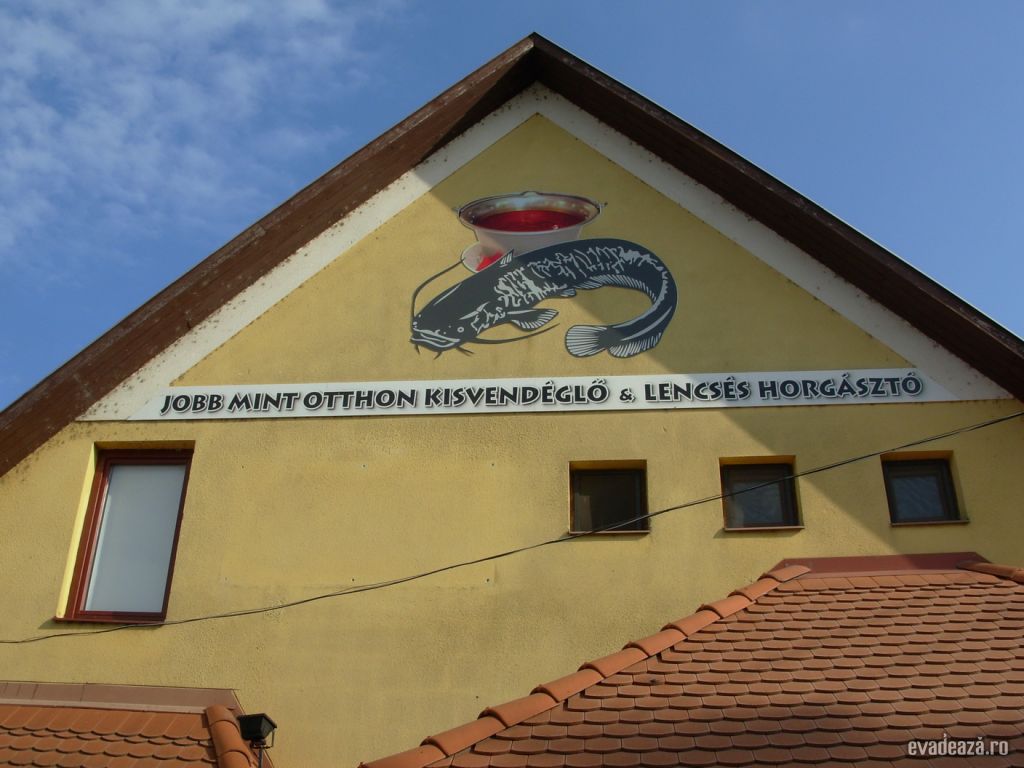 JOBB MINT OTTHON KISVENDÉGLŐ & LENCSÉS HORGÁSZTÓ
evadează.ro